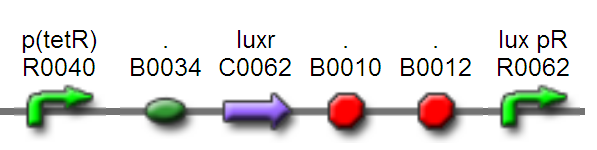 p(tetR) . luxr . . lux pR
R0040 B0034 C0062 B0010 B0012 R0062